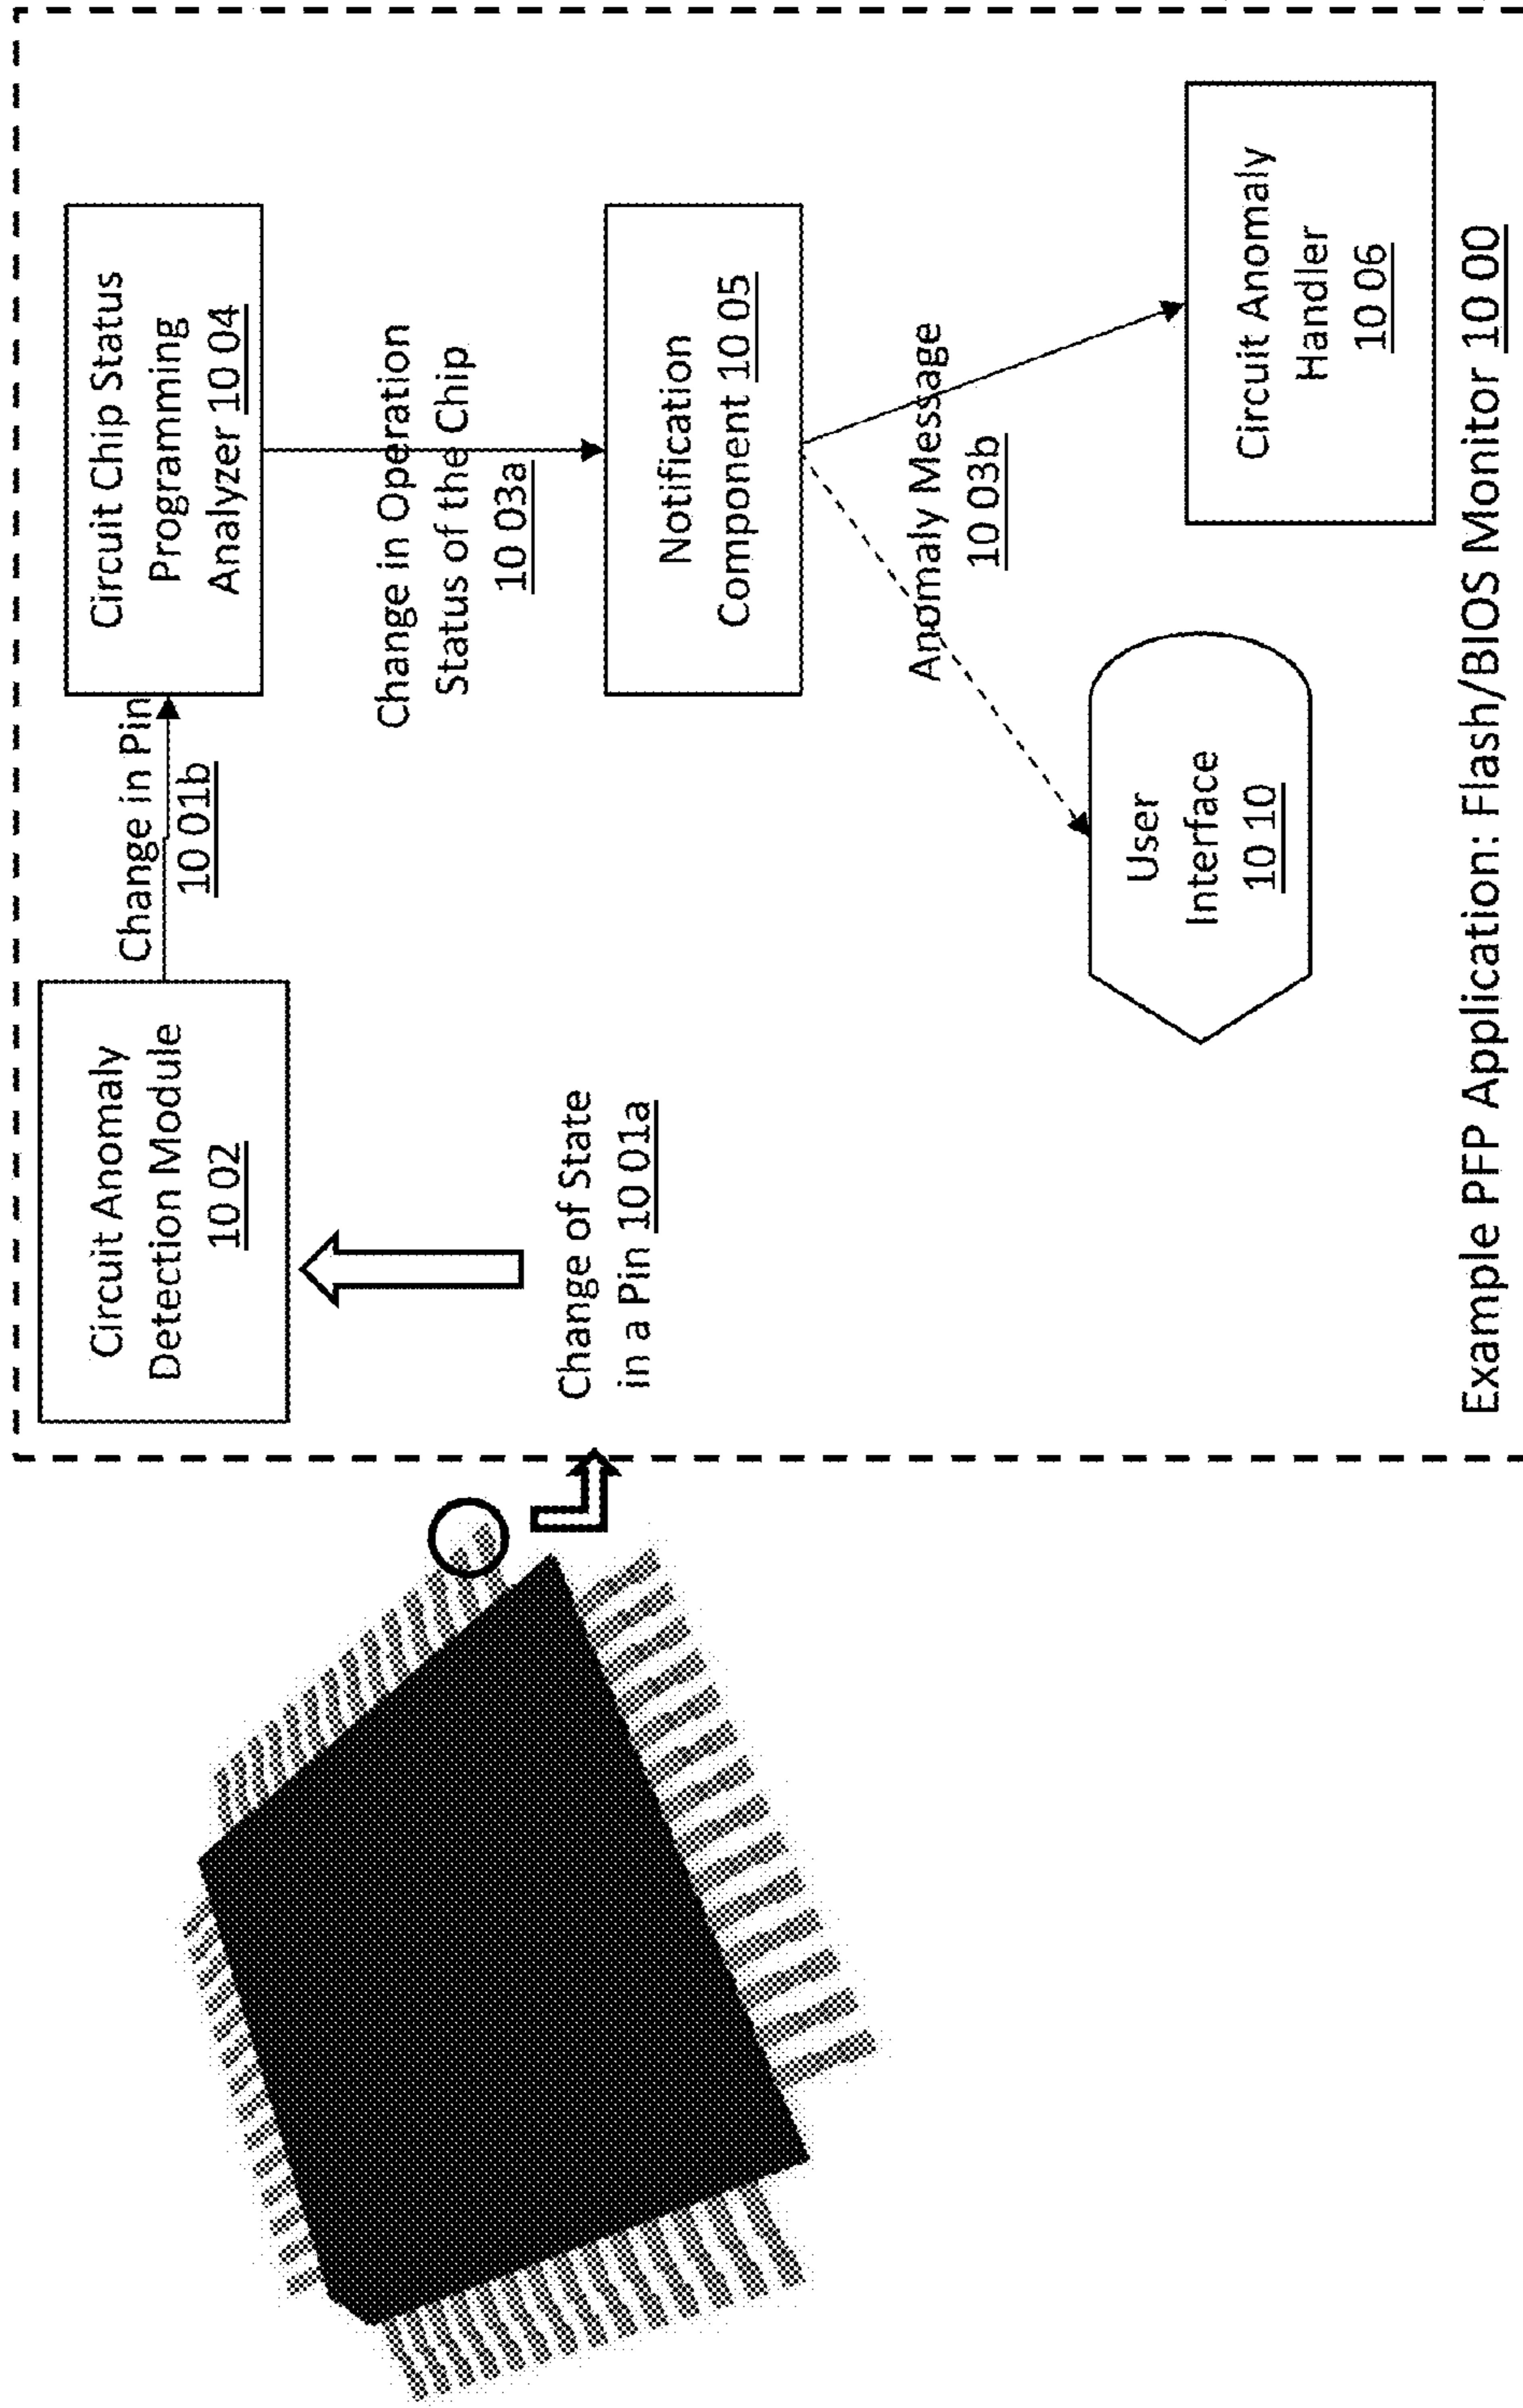 Circuit Anomaly
Detection Module
10 02
Change in Pin
10 01b
Circuit Chip Status
Programming
Analyzer 10 04
Change of State
in a Pin 10 01a
Change in Operation
Status of the Chip
10 03a
Notification
Component 10 05
Anomaly Message
10 03b
User
Interface
10 10
Circuit Anomaly
Handler
10 06
Example PFP Application: Flash/BIOS Monitor 10 00